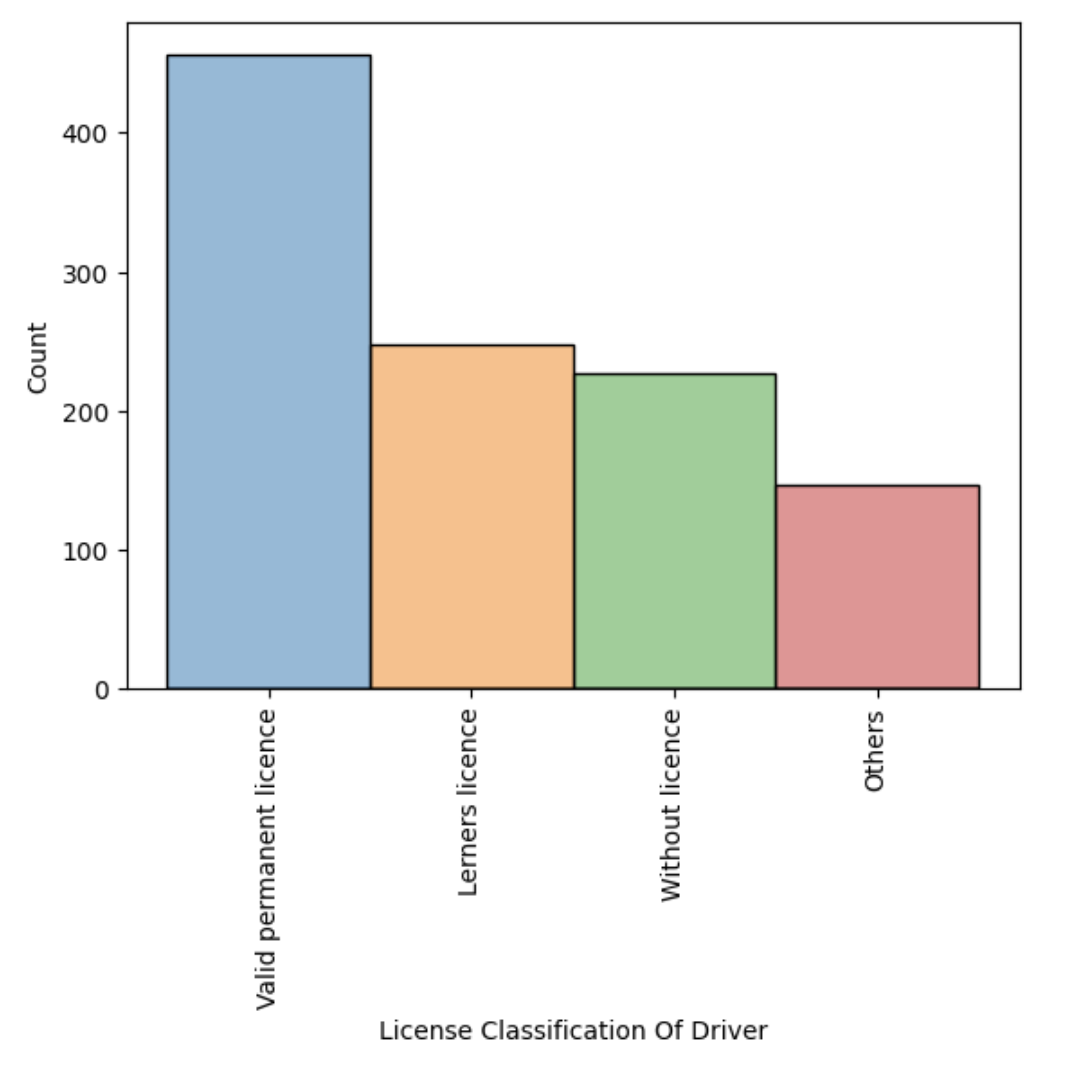 400
300
200
100
0
Count
Valid permanent licence
Lerners licence
Without licence
Others
License Classification Of Driver